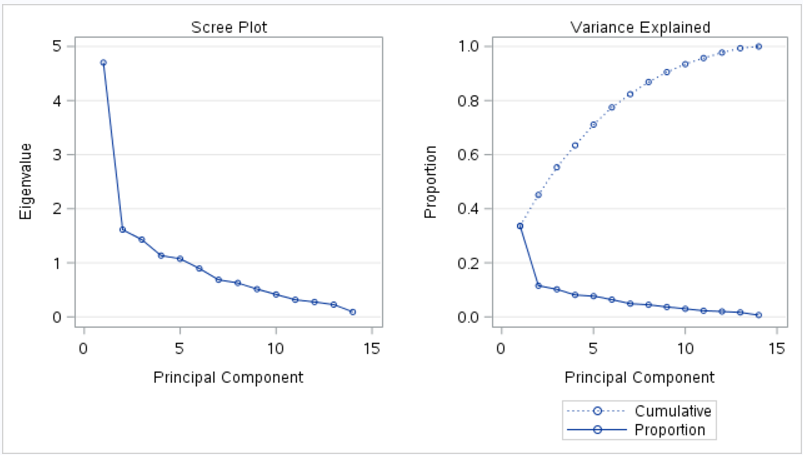 Scree Plot
5
4
3
2
1
0
Eigenvalue
0 5 10 15
Principal Component
Variance Explained
1.0
0.8
0.6
0.4
0.2
0.0
Proportion
0 5 10 15
Principal Component
Cumulative
Proportion